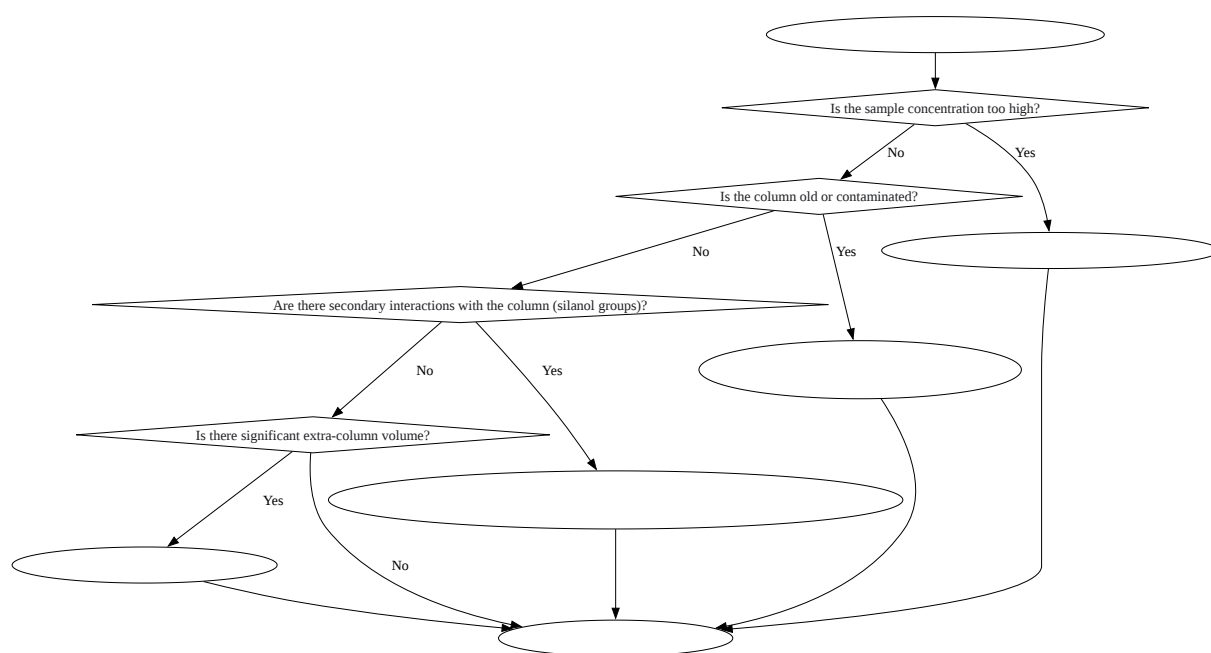 Is the sample concentration too high?
No
Yes
Is the column old or contaminated?
No
Yes
Are there secondary interactions with the column (silanol groups)?
No
Yes
Is there significant extra-column volume?
Yes
No